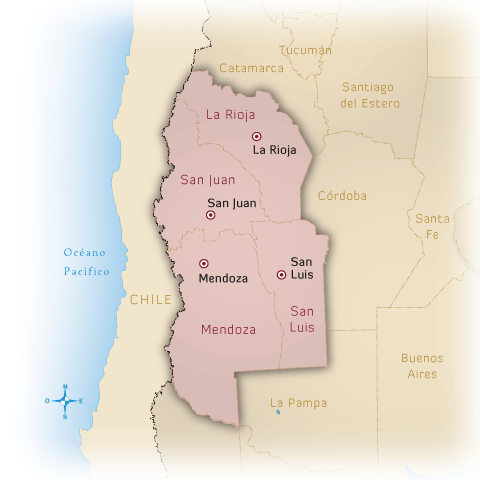 Tucumán
Catamarca
Santiago
del Estero
La Rioja
La Rioja
San Juan
San Juan
Córdoba
Santa
Fe
Océano
Pacífico
San
Luis
Mendoza
CHILE
San
Luis
Mendoza
Buenos
Aires
La Pampa
N
O
E
S